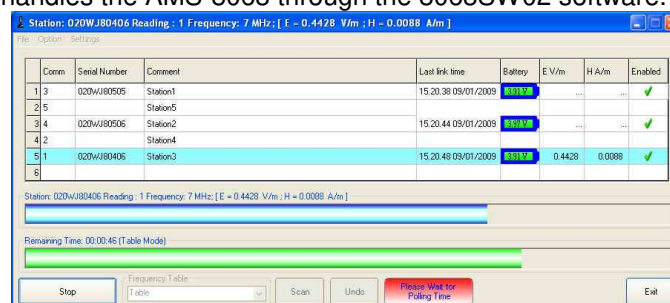 handles the AMS-8063 through the 8063SW02 software.
Station: 020WJ80406 Reading : 1 Frequency: 7 MHz; [ E = 0.4428 V/m ; H = 0.0088 A/m ]
File Option Settings
Comm Serial Number Comment Last link time Battery E V/m H A/m Enabled
1 3 020WJ80505 Station1 15.20.38 09/01/2009 3.91 V ... ...
2 5 Station5
3 4 020WJ80506 Station2 15.20.44 09/01/2009 ... ...
4 2 Station4
5 1 020WJ80406 Station3 15.20.48 09/01/2009 3.91 V 0.4428 0.0088
6
Station: 020WJ80406 Reading : 1 Frequency: 7 MHz; [ E = 0.4428 V/m ; H = 0.0088 A/m ]
Remaining Time: 00:00:46 (Table Mode)
Frequency Table
Stop Table Scan Undo Please Wait for Exit
Polling Time